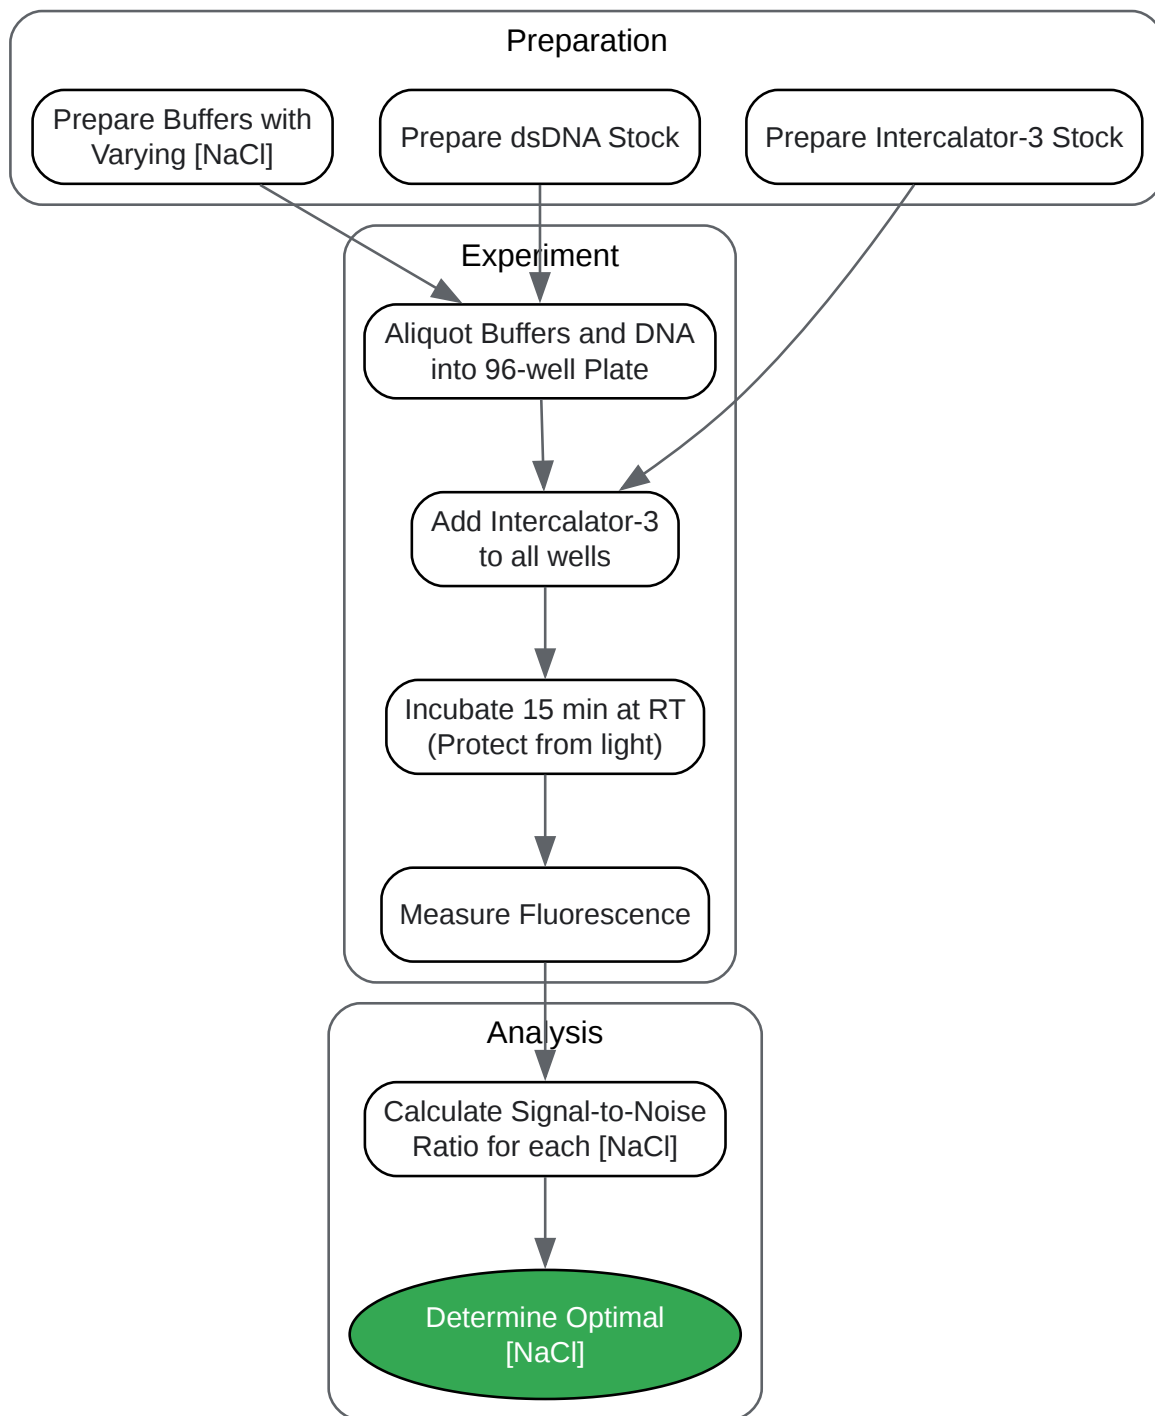 Preparation
Prepare Buffers with
Varying [NaCl]
Prepare dsDNA Stock
Prepare Intercalator-3 Stock
Experiment
Aliquot Buffers and DNA
into 96-well Plate
Add Intercalator-3
to all wells
Incubate 15 min at RT
(Protect from light)
Measure Fluorescence
Analysis
Calculate Signal-to-Noise
Ratio for each [NaCl]
Determine Optimal
[NaCl]